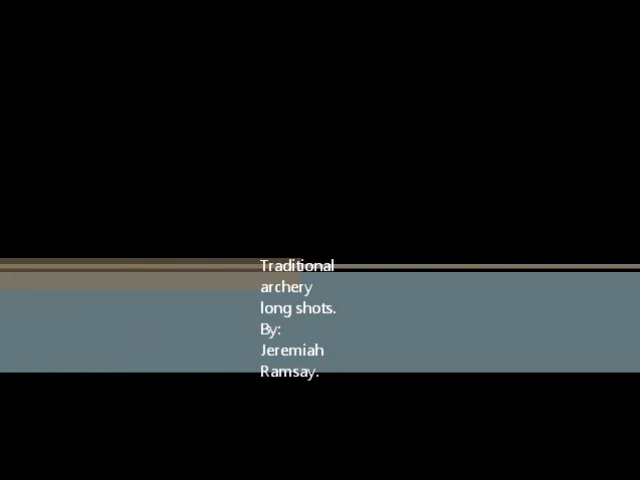 Traditional
archery
long shots.
By:
Jeremiah
Ramsay.